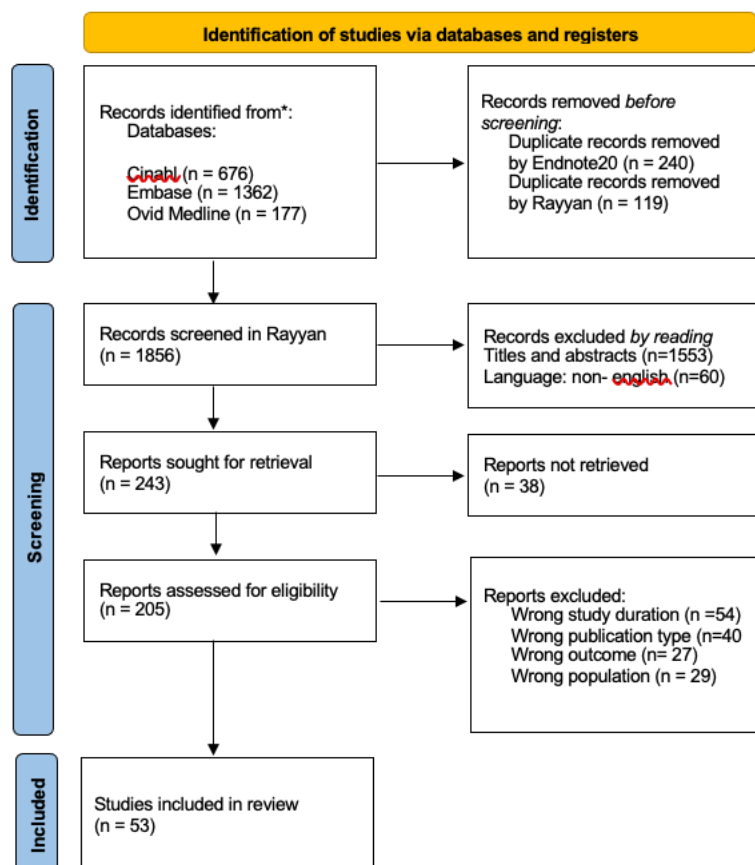 Identification of studies via databases and registers
Identification
Records identified from*:
Databases:
Cinahl (n = 676)
Embase (n = 1362)
Ovid Medline (n = 177)
Records removed before
screening:
Duplicate records removed
by Endnote20 (n = 240)
Duplicate records removed
by Rayyan (n = 119)
Screening
Records screened in Rayyan
(n = 1856)
Records excluded by reading
Titles and abstracts (n=1553)
Language: non- english (n=60)
Reports sought for retrieval
(n = 243)
Reports not retrieved
(n = 38)
Reports assessed for eligibility
(n = 205)
Reports excluded:
Wrong study duration (n =54)
Wrong publication type (n=40
Wrong outcome (n= 27)
Wrong population (n = 29)
Included
Studies included in review
(n = 53)